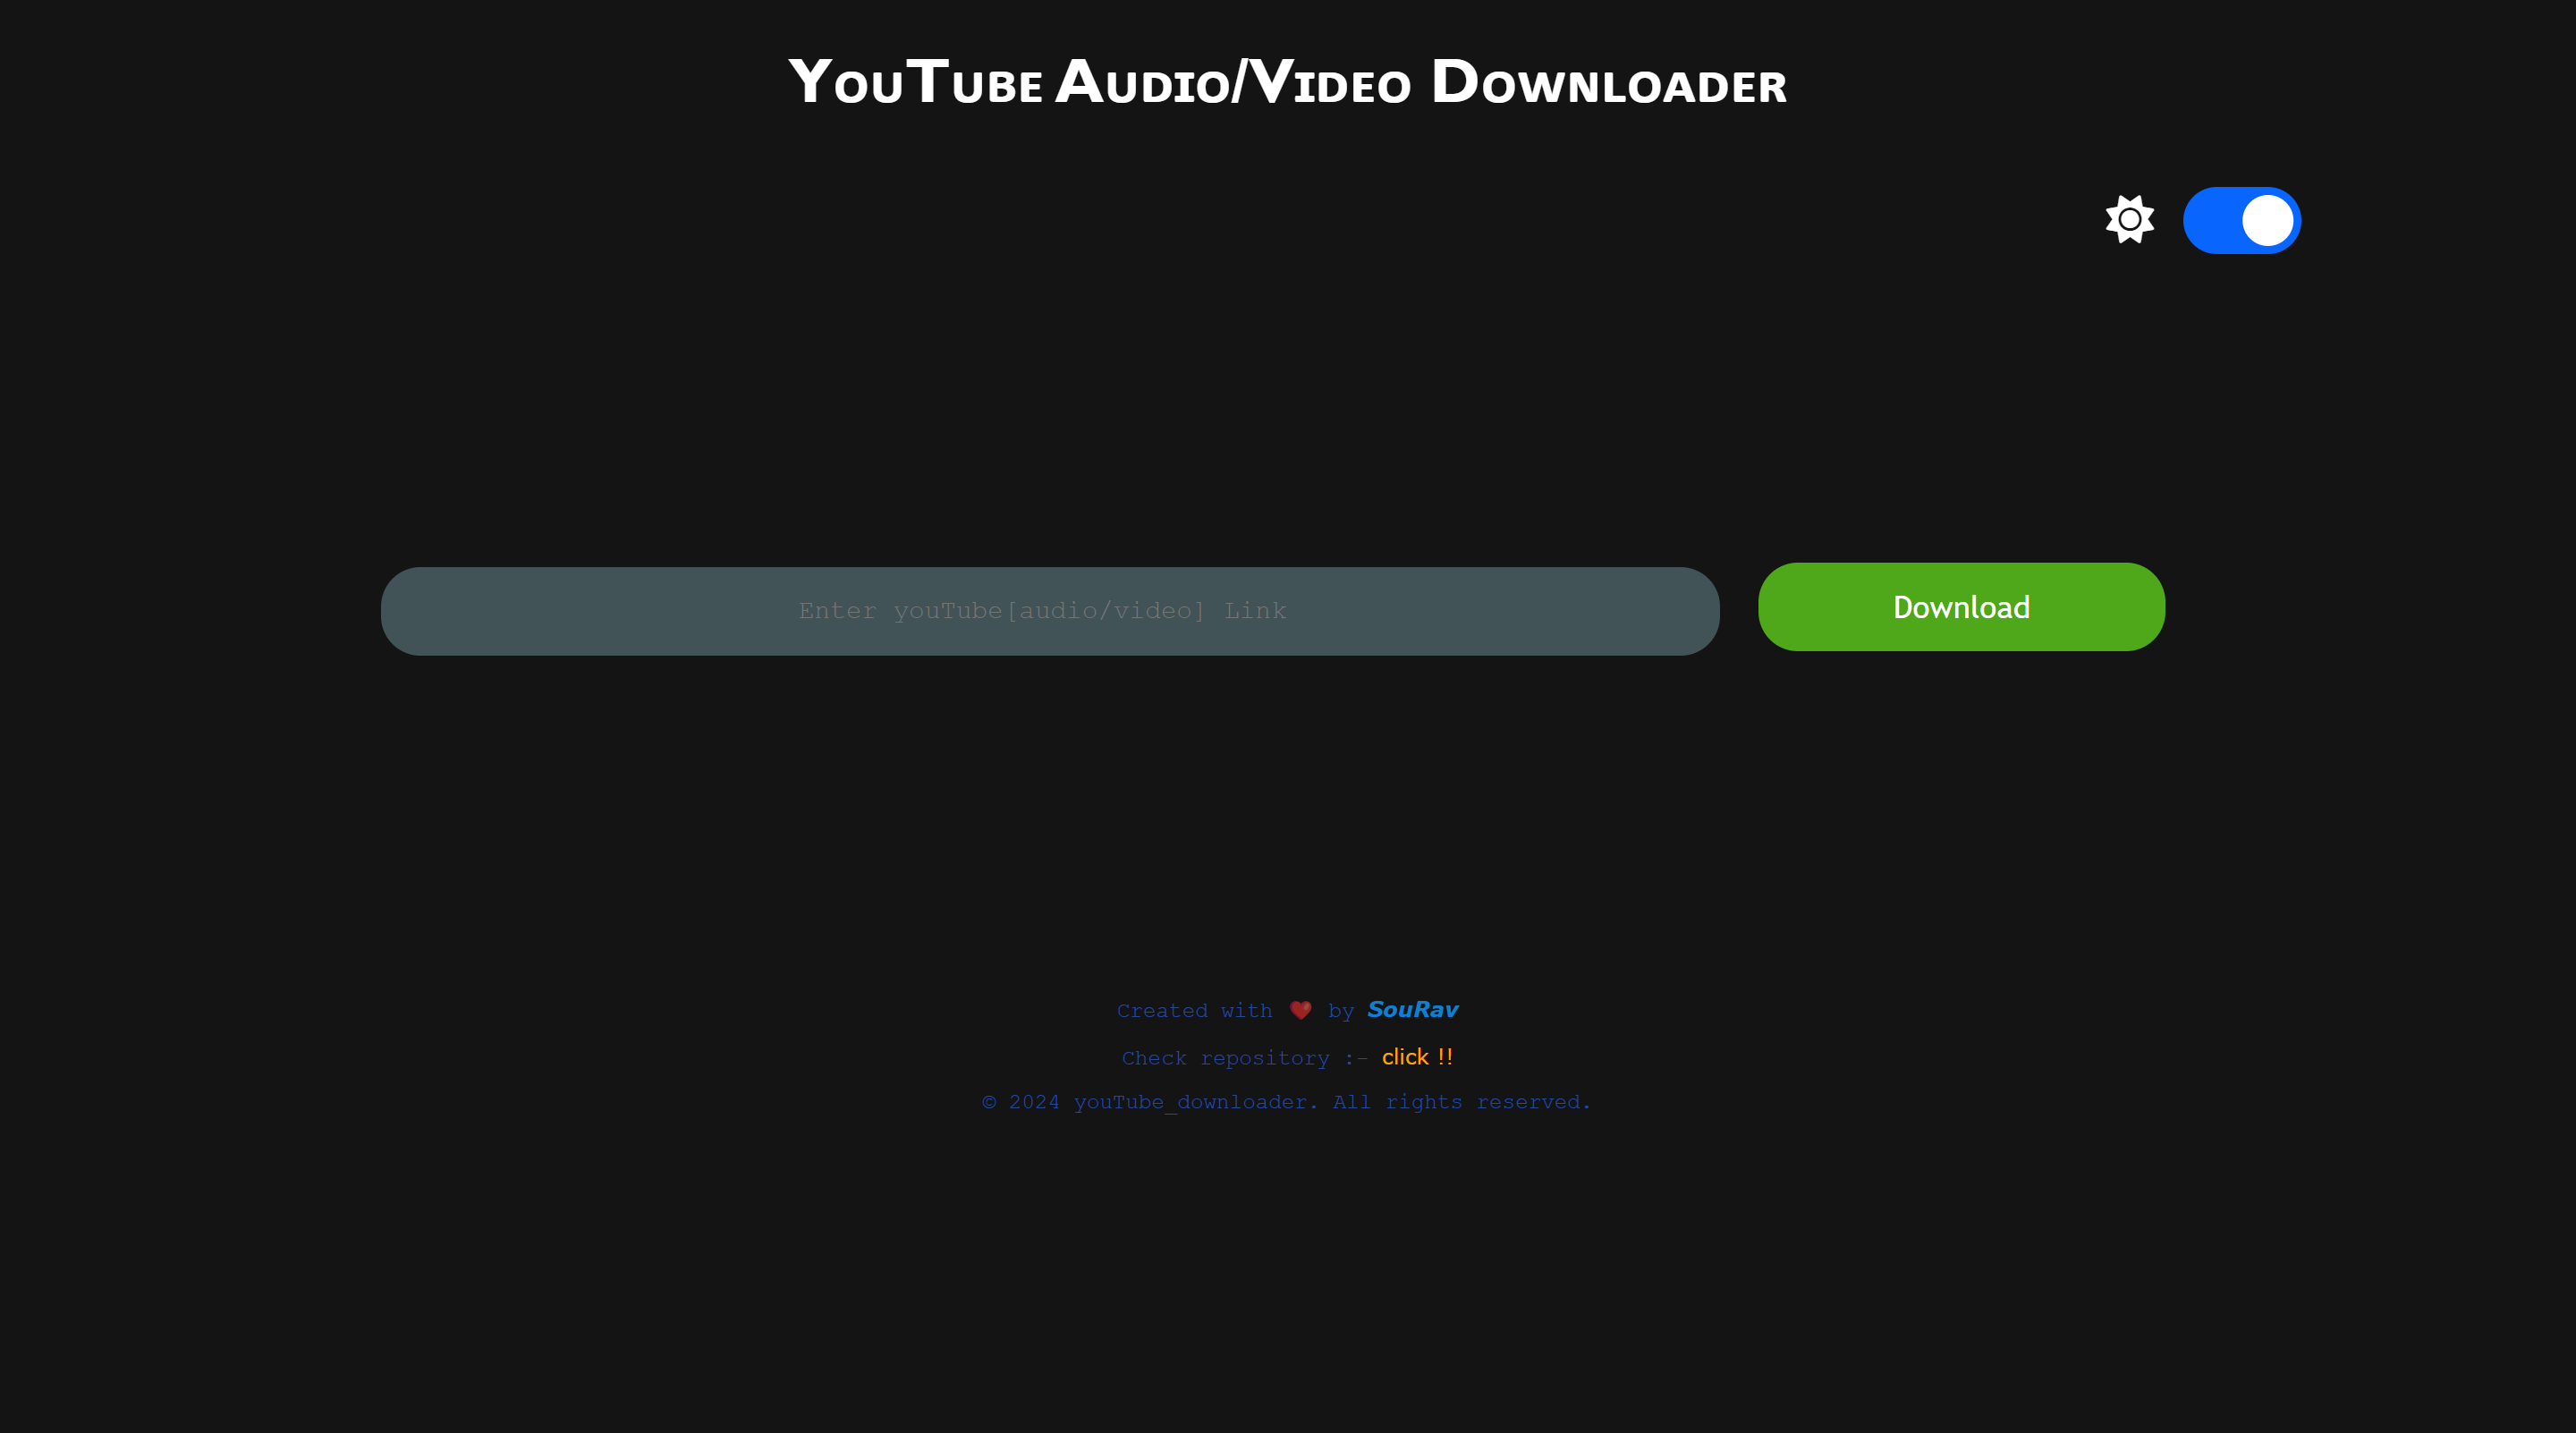 YouTube Audio/Video Downloader
Enter youTube[audio/video] Link
Download
Created with ❤️ by SouRav
Check repository :- click !!
© 2024 youTube_downloader. All rights reserved.